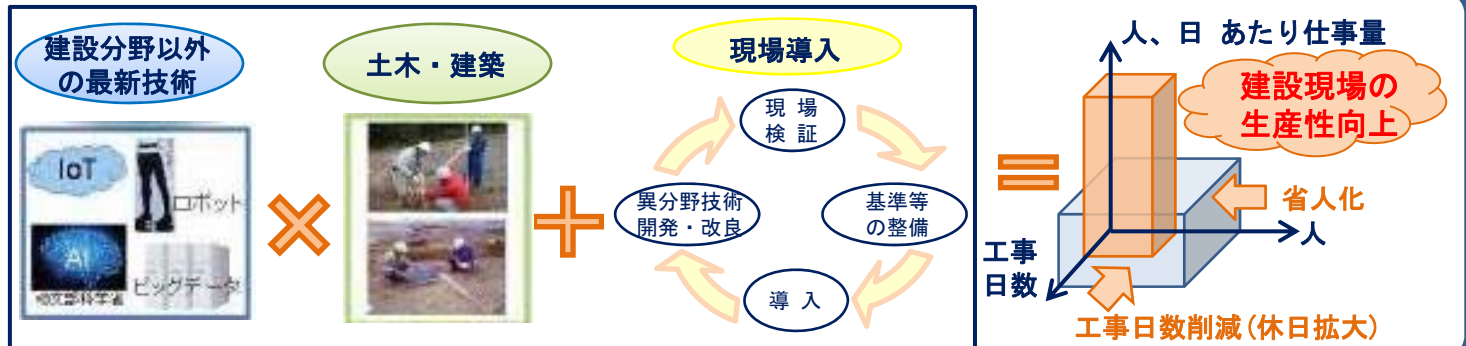 建設分野以外
の最新技術
IoT
ロボット
AI
ビッグデータ
土木・建築
現場導入
現 場
検 証
異分野技術
開発・改良
基準等
の整備
導 入
人、日 あたり仕事量
建設現場の
生産性向上
省人化
人
工事
日数
工事日数削減(休日拡大)